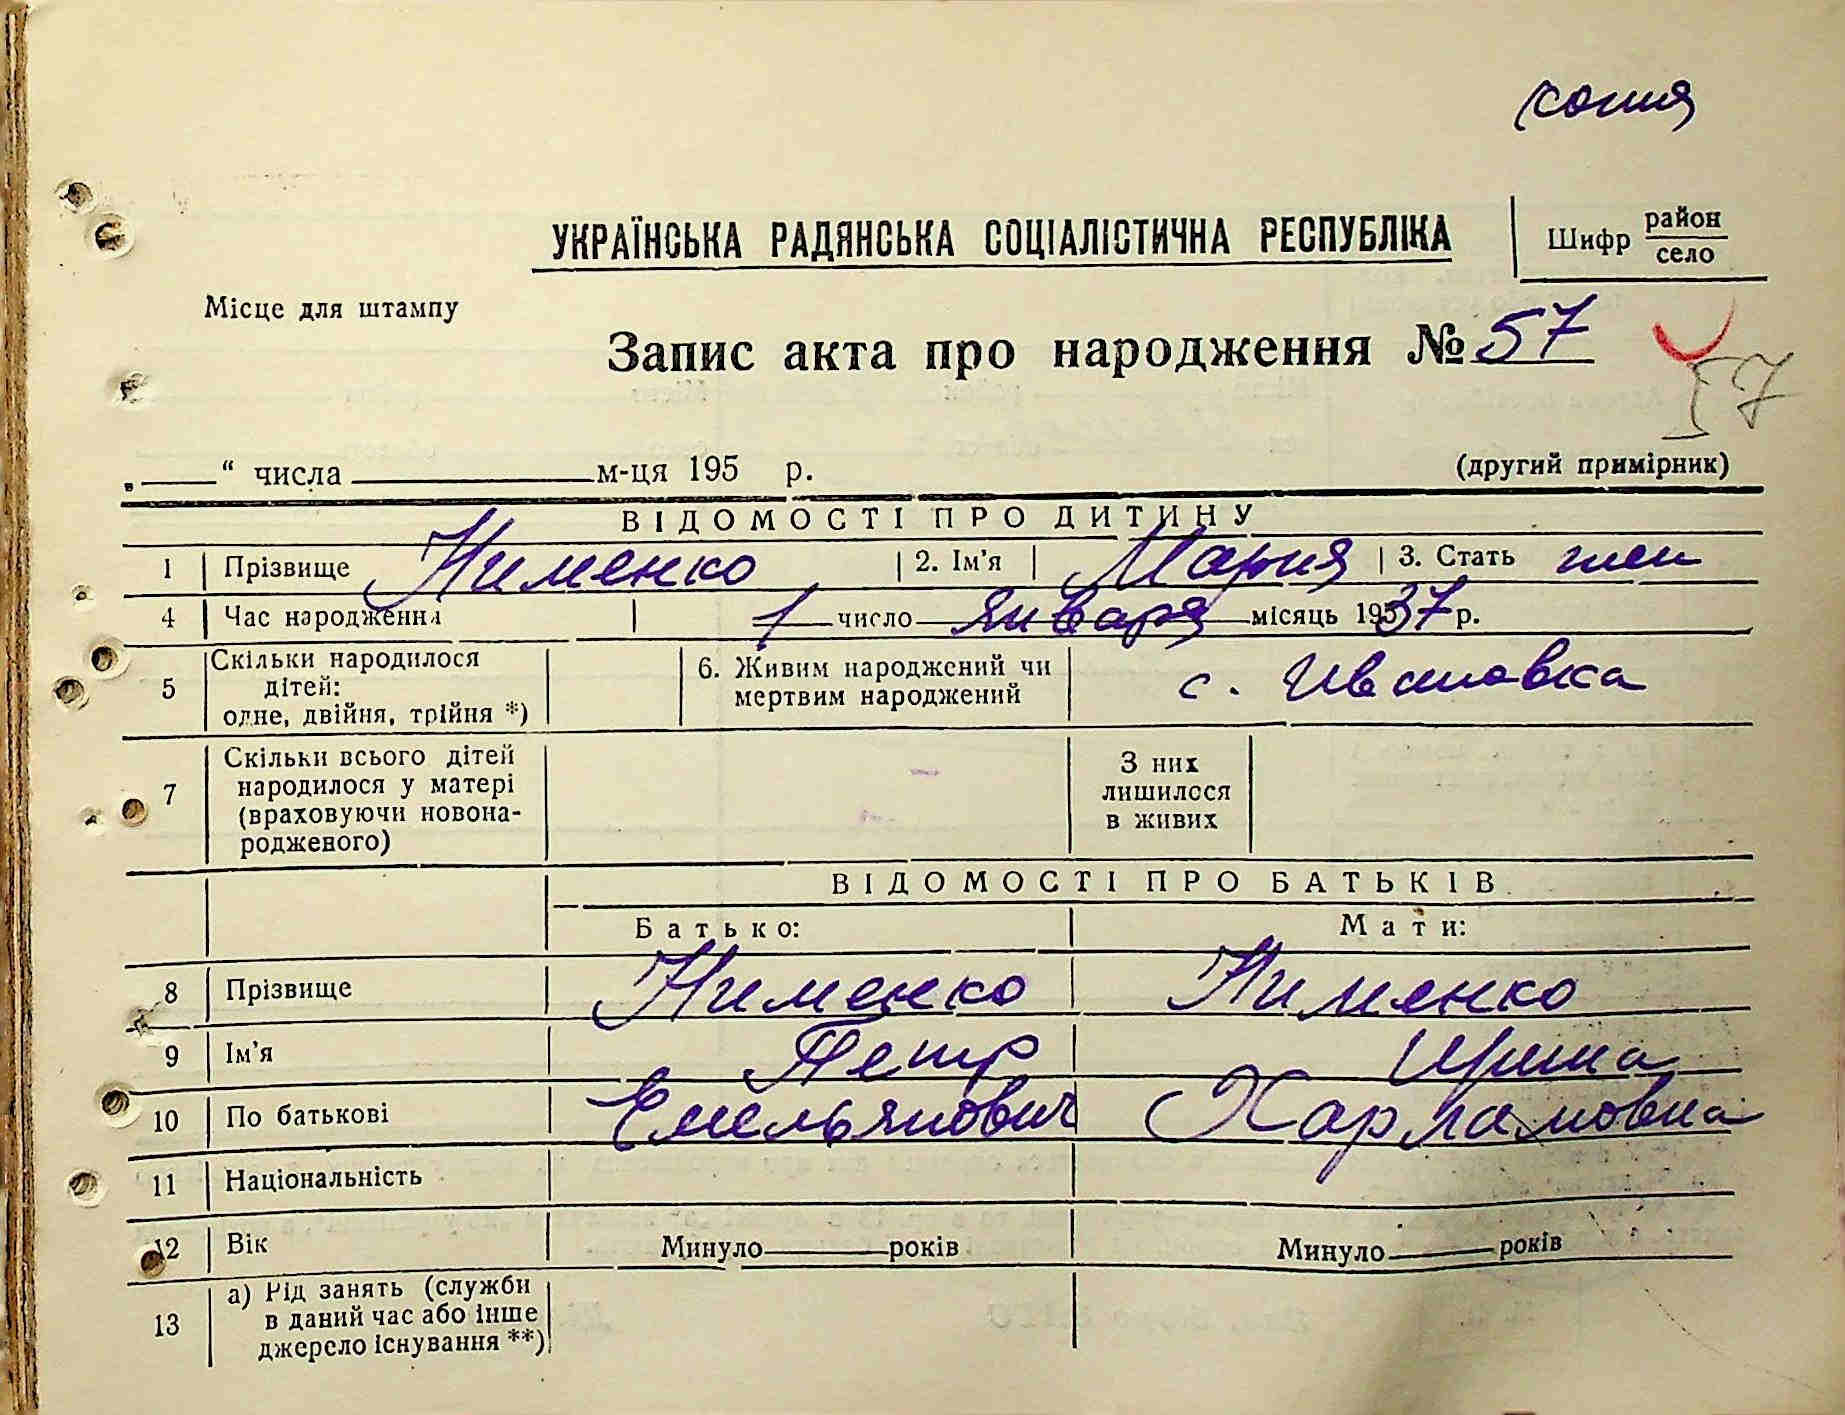 копия
УКРАЇНСЬКА РАДЯНСЬКА СОЦІАЛІСТИЧНА РЕСПУБЛІКА
Шифр район село
Місце для штампу
Запис акта про народження № 57
57
„ “ числа м-ця 195 р.
(другий примірник)
ВІДОМОСТІ ПРО ДИТИНУ
1 Прізвище Нименко 2. Ім'я Мария 3. Стать жен
4 Час народження 1 число января місяць 1937 р.
5 Скільки народилося дітей: одне, двійня, трійня *) 6. Живим народжений чи мертвим народжений с. Ивановка
7 Скільки всього дітей народилося у матері (враховуючи новонародженого) З них лишилося в живих
ВІДОМОСТІ ПРО БАТЬКІВ
Батько: Мати:
8 Прізвище Нименко Нименко
9 Ім'я Петр Ирина
10 По батькові Емельянович Харламовна
11 Національність
12 Вік Минуло років Минуло років
13 а) Рід занять (служби в даний час або інше джерело існування **)